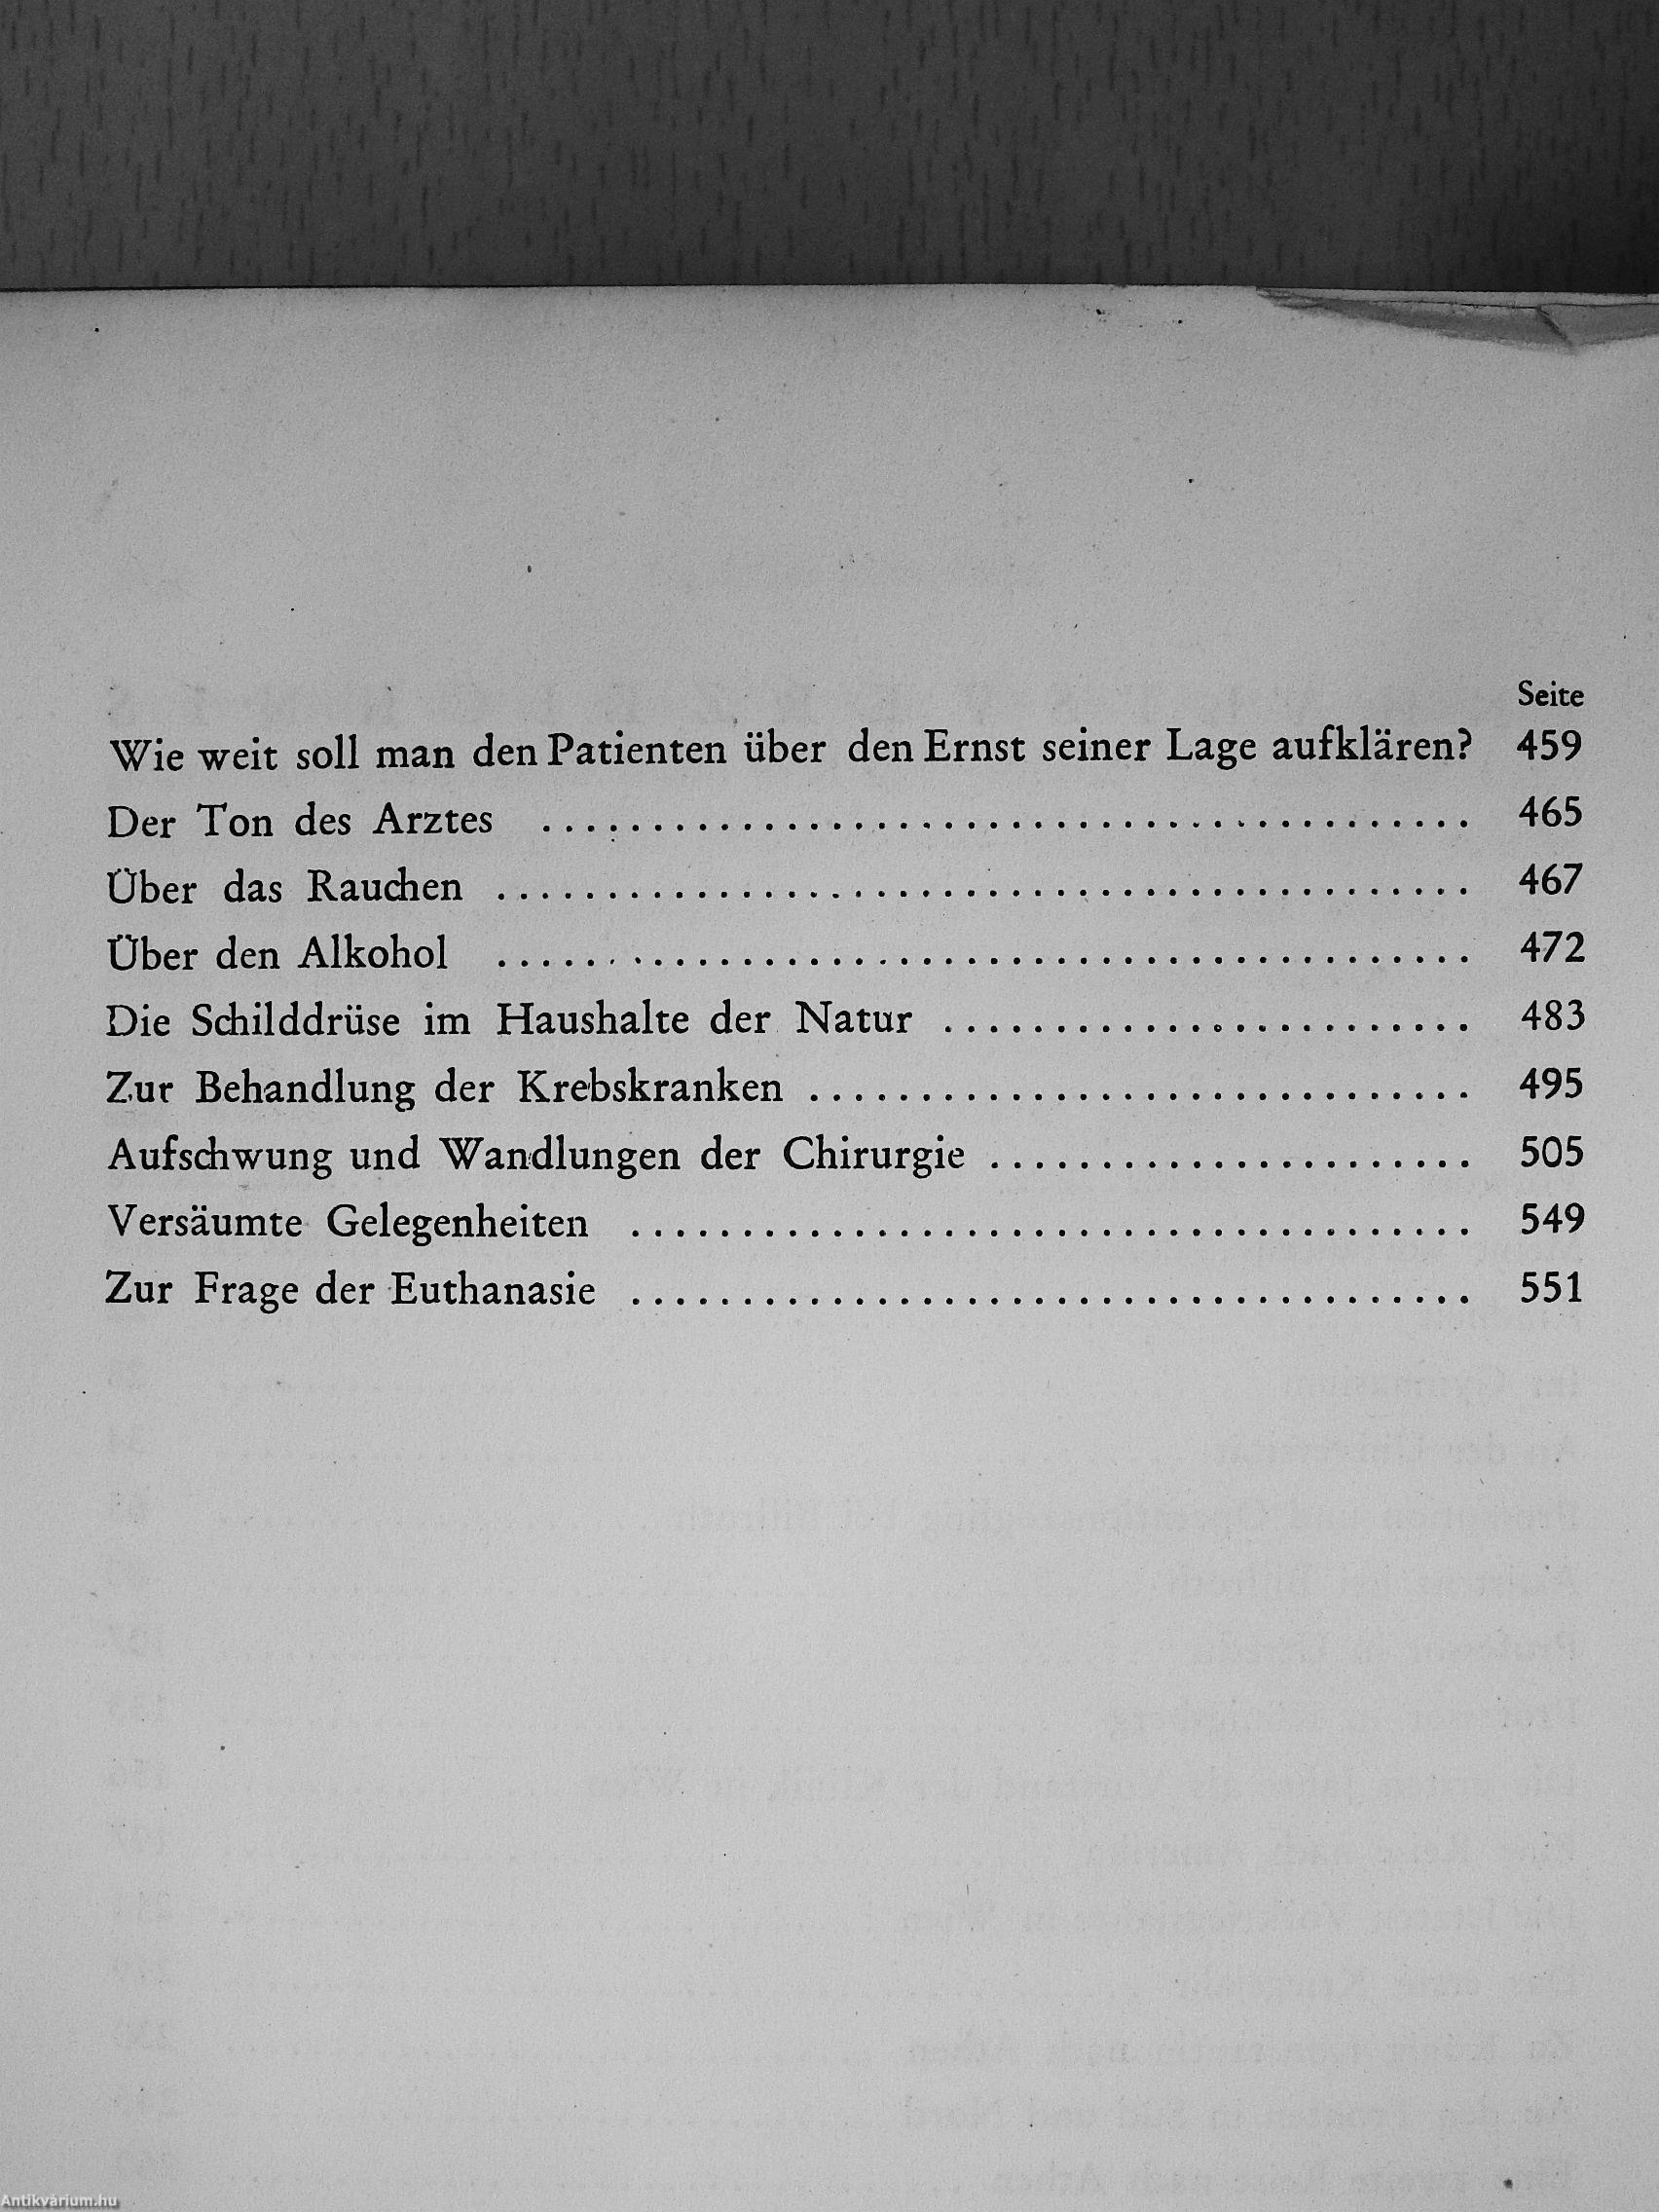 Seite
Wie weit soll man den Patienten über den Ernst seiner Lage aufklären? 459
Der Ton des Arztes ........................................ 465
Über das Rauchen ........................................ 467
Über den Alkohol ........................................ 472
Die Schilddrüse im Haushalte der Natur ........................ 483
Zur Behandlung der Krebskranken .............................. 495
Aufschwung und Wandlungen der Chirurgie ...................... 505
Versäumte Gelegenheiten ...................................... 549
Zur Frage der Euthanasie ...................................... 551
Antikvárium.hu